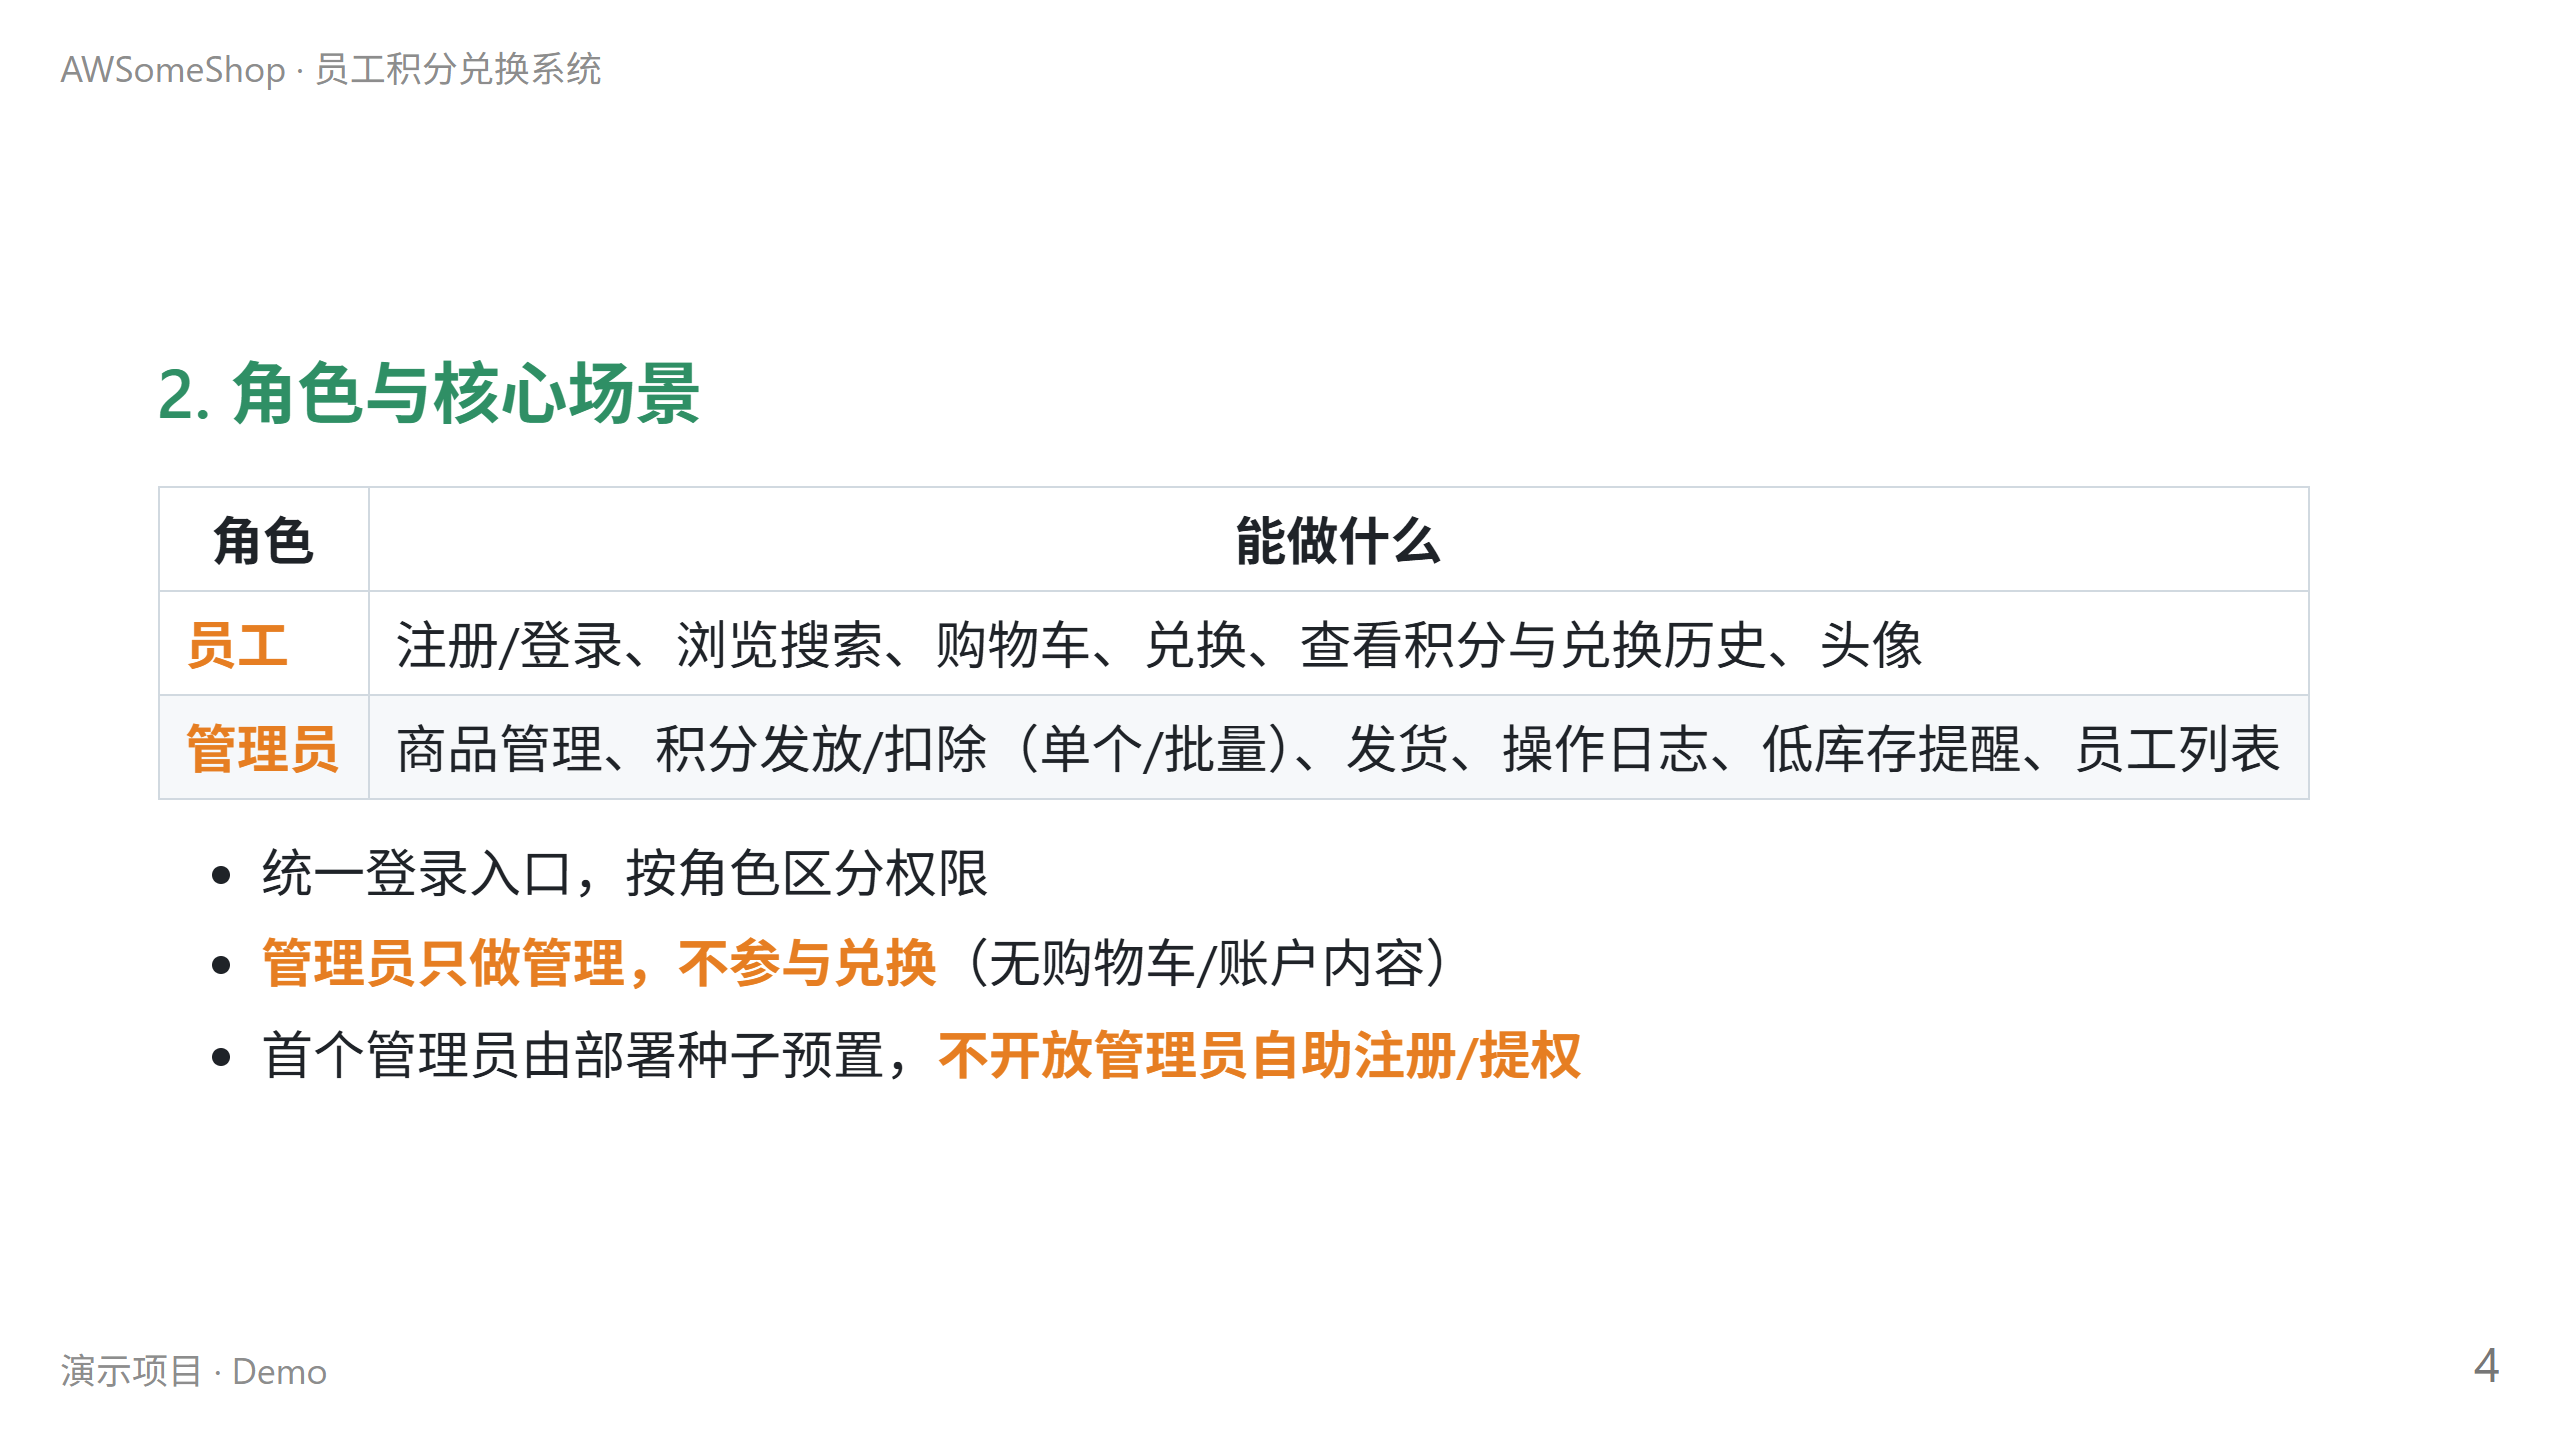 AWSomeShop · 员工积分兑换系统
2. 角色与核心场景
角色 能做什么
员工 注册/登录、浏览搜索、购物车、兑换、查看积分与兑换历史、头像
管理员 商品管理、积分发放/扣除（单个/批量）、发货、操作日志、低库存提醒、员工列表
• 统一登录入口，按角色区分权限
• 管理员只做管理，不参与兑换（无购物车/账户内容）
• 首个管理员由部署种子预置，不开放管理员自助注册/提权
演示项目 · Demo
4